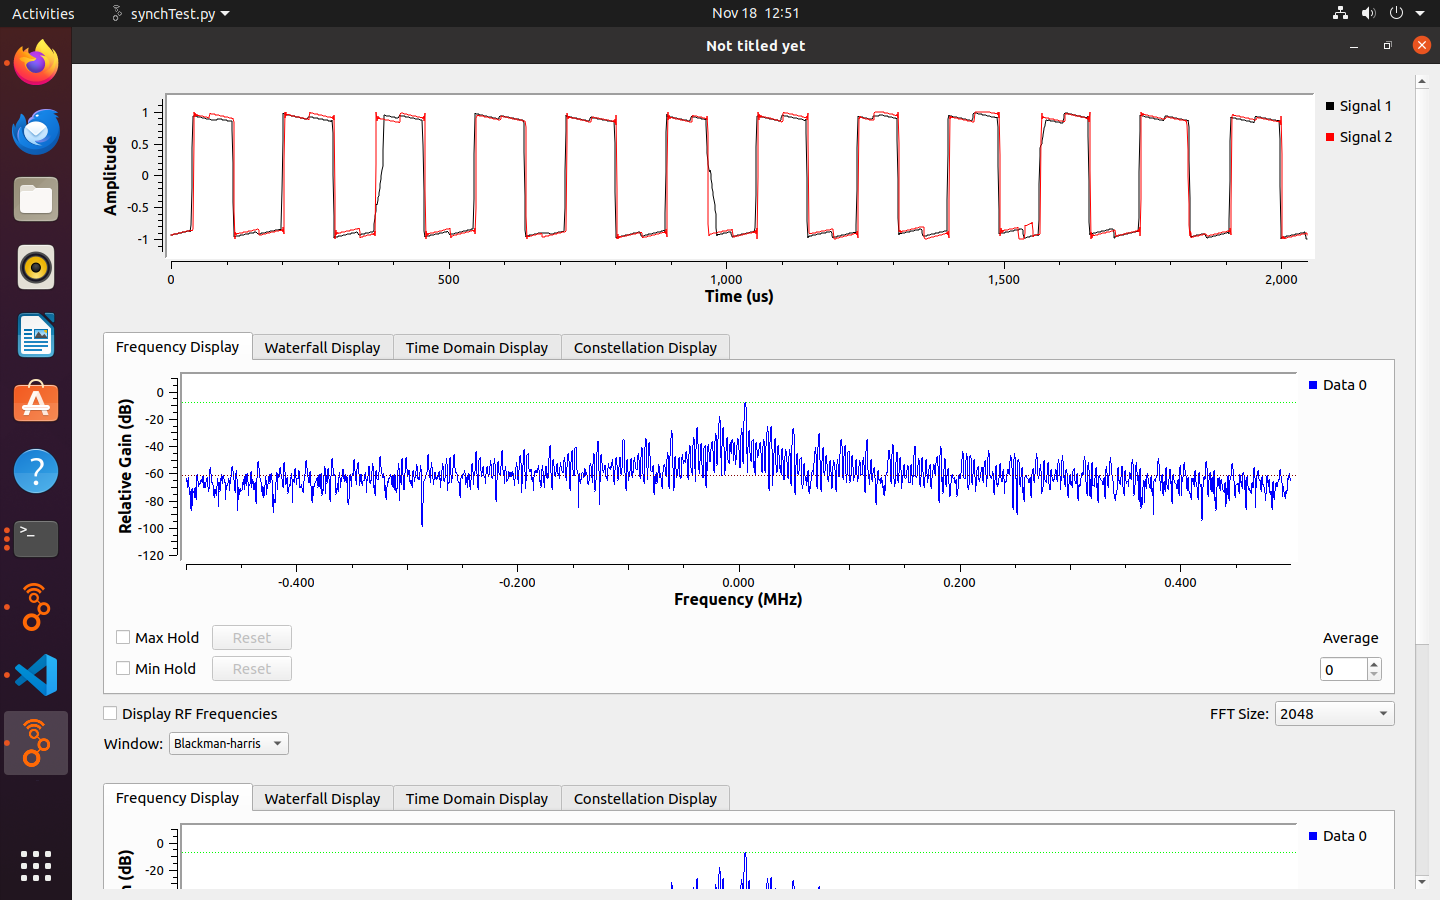 Activities synchTest.py Nov 18 12:51
Not titled yet
Amplitude
1
0.5
0
-0.5
-1
0 500 1,000 1,500 2,000
Time (us)
Signal 1
Signal 2
Frequency Display Waterfall Display Time Domain Display Constellation Display
Relative Gain (dB)
0
-20
-40
-60
-80
-100
-120
-0.400 -0.200 0.000 0.200 0.400
Frequency (MHz)
Data 0
Max Hold Reset
Min Hold Reset
Average
0
Display RF Frequencies
FFT Size: 2048
Window: Blackman-harris
Frequency Display Waterfall Display Time Domain Display Constellation Display
0
-20
(dB)
Data 0